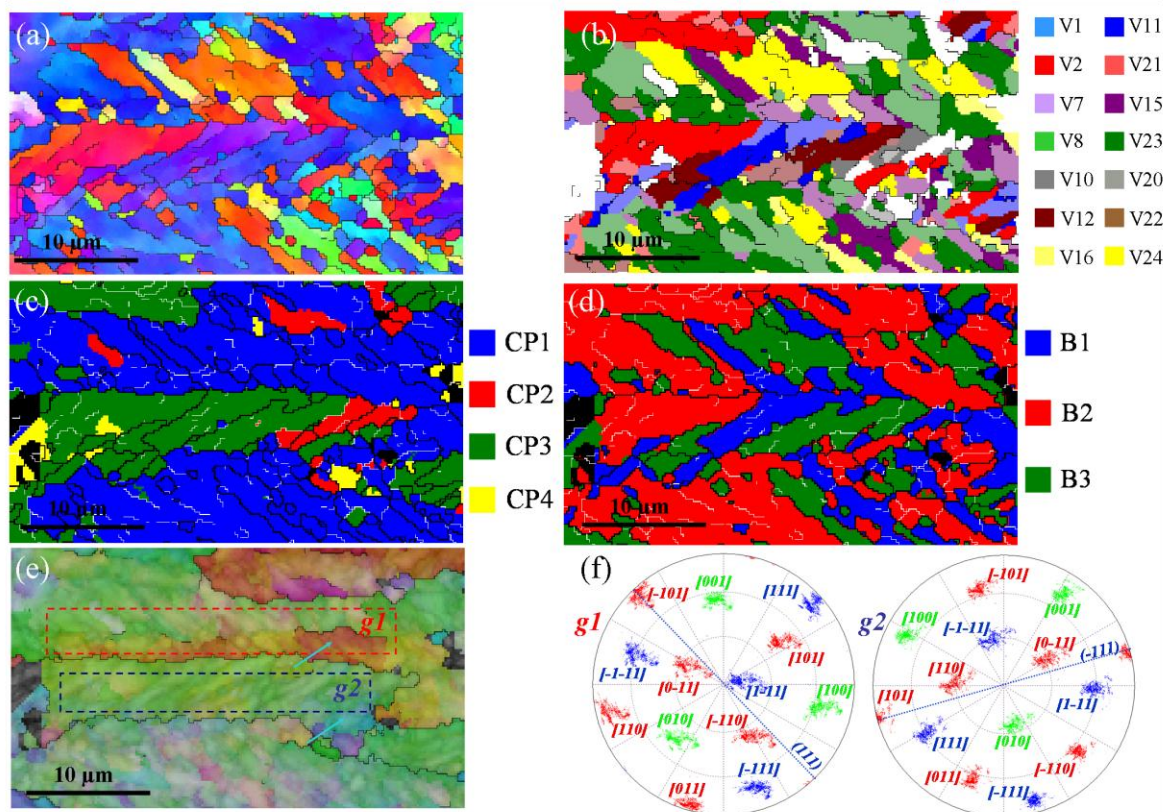 (a)
10 µm
(b)
10 µm
V1 V11
V2 V21
V7 V15
V8 V23
V10 V20
V12 V22
V16 V24
(c)
10 µm
CP1
CP2
CP3
CP4
(d)
10 µm
B1
B2
B3
(e)
g1
g2
10 µm
(f)
g1
[-101]
[001]
[111]
[101]
[-1-11]
[0-11]
[1-11]
[100]
[110]
[010]
[-110]
(111)
[-111]
[011]
g2
[-101]
[001]
[100]
[-1-11]
[0-11]
(-111)
[110]
[101]
[1-11]
[111]
[010]
[-110]
[011]
[-111]